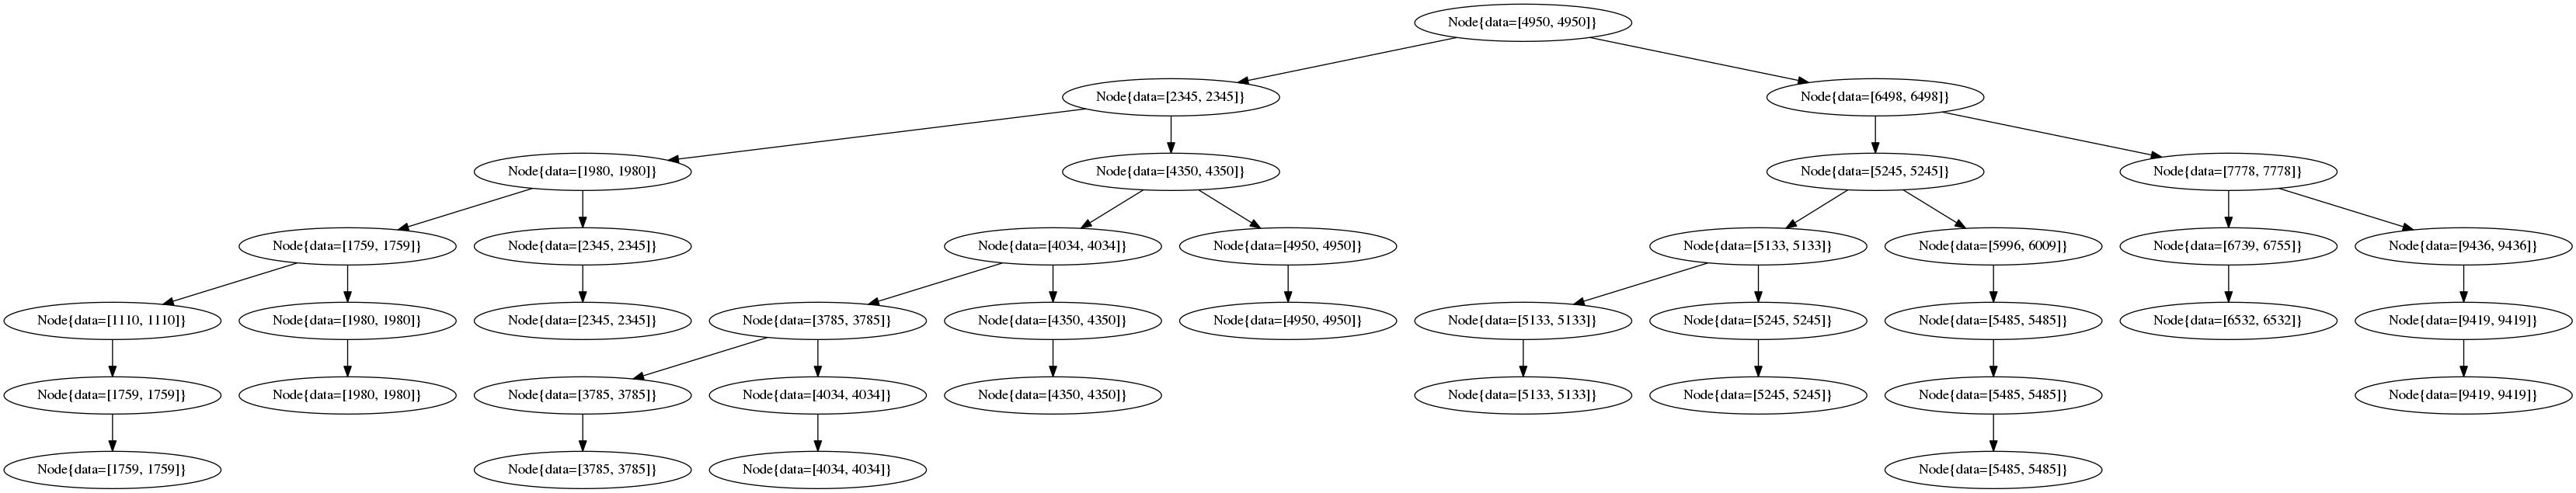 Node{data=[4950, 4950]}
Node{data=[2345, 2345]}
Node{data=[6498, 6498]}
Node{data=[1980, 1980]}
Node{data=[4350, 4350]}
Node{data=[5245, 5245]}
Node{data=[7778, 7778]}
Node{data=[1759, 1759]}
Node{data=[2345, 2345]}
Node{data=[4034, 4034]}
Node{data=[4950, 4950]}
Node{data=[5133, 5133]}
Node{data=[5996, 6009]}
Node{data=[6739, 6755]}
Node{data=[9436, 9436]}
Node{data=[1110, 1110]}
Node{data=[1980, 1980]}
Node{data=[2345, 2345]}
Node{data=[3785, 3785]}
Node{data=[4350, 4350]}
Node{data=[4950, 4950]}
Node{data=[5133, 5133]}
Node{data=[5245, 5245]}
Node{data=[5485, 5485]}
Node{data=[6532, 6532]}
Node{data=[9419, 9419]}
Node{data=[1759, 1759]}
Node{data=[1980, 1980]}
Node{data=[3785, 3785]}
Node{data=[4034, 4034]}
Node{data=[4350, 4350]}
Node{data=[5133, 5133]}
Node{data=[5245, 5245]}
Node{data=[5485, 5485]}
Node{data=[9419, 9419]}
Node{data=[1759, 1759]}
Node{data=[3785, 3785]}
Node{data=[4034, 4034]}
Node{data=[5485, 5485]}